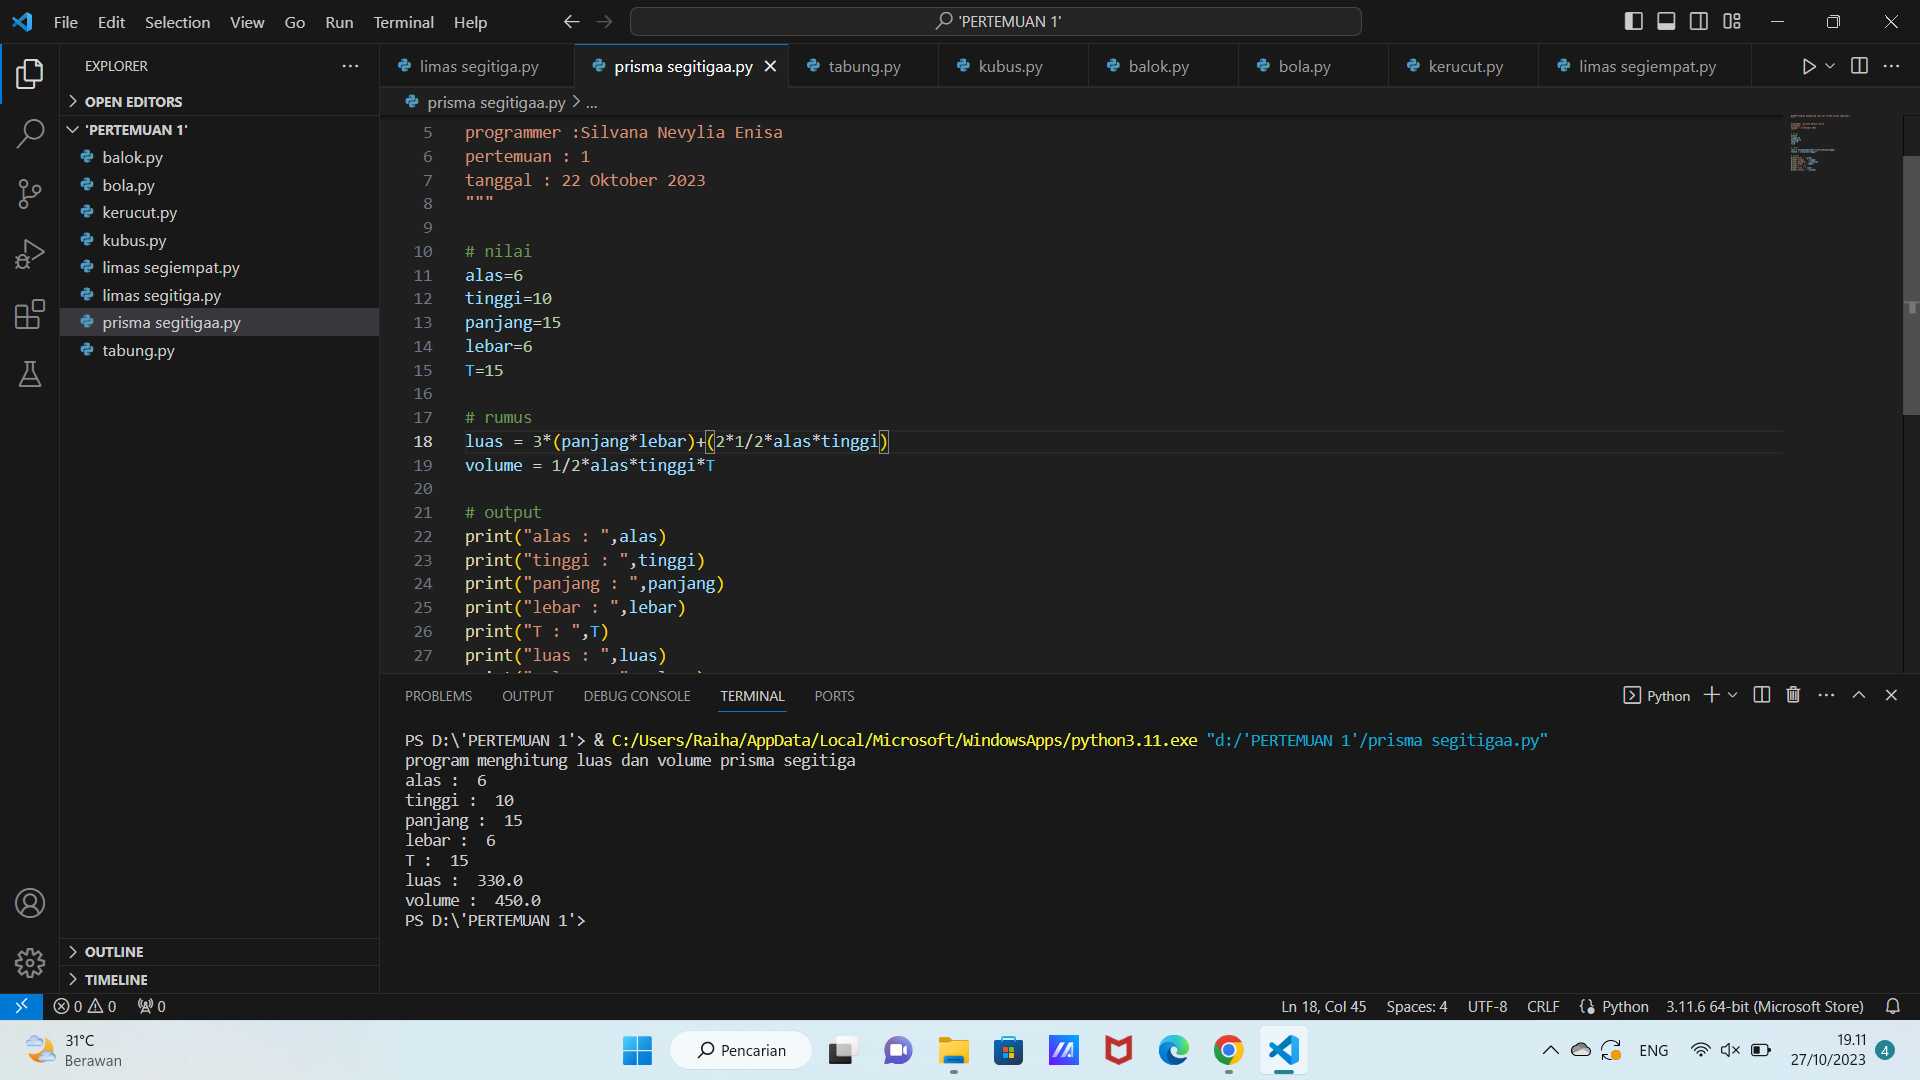 File Edit Selection View Go Run Terminal Help
'PERTEMUAN 1'
EXPLORER
OPEN EDITORS
'PERTEMUAN 1'
balok.py
bola.py
kerucut.py
kubus.py
limas segiempat.py
limas segitiga.py
prisma segitigaa.py
tabung.py
OUTLINE
TIMELINE
limas segitiga.py prisma segitigaa.py tabung.py kubus.py balok.py bola.py kerucut.py limas segiempat.py
prisma segitigaa.py > ...
5 programmer :Silvana Nevylia Enisa
6 pertemuan : 1
7 tanggal : 22 Oktober 2023
8 """
9
10 # nilai
11 alas=6
12 tinggi=10
13 panjang=15
14 lebar=6
15 T=15
16
17 # rumus
18 luas = 3*(panjang*lebar)+(2*1/2*alas*tinggi)
19 volume = 1/2*alas*tinggi*T
20
21 # output
22 print("alas : ",alas)
23 print("tinggi : ",tinggi)
24 print("panjang : ",panjang)
25 print("lebar : ",lebar)
26 print("T : ",T)
27 print("luas : ",luas)
PROBLEMS OUTPUT DEBUG CONSOLE TERMINAL PORTS
Python
PS D:\'PERTEMUAN 1'> & C:/Users/Raiha/AppData/Local/Microsoft/WindowsApps/python3.11.exe "d:/'PERTEMUAN 1'/prisma segitigaa.py"
program menghitung luas dan volume prisma segitiga
alas :  6
tinggi :  10
panjang :  15
lebar :  6
T :  15
luas :  330.0
volume :  450.0
PS D:\'PERTEMUAN 1'>
0 0 0
Ln 18, Col 45 Spaces: 4 UTF-8 CRLF Python 3.11.6 64-bit (Microsoft Store)
31°C
Berawan
Pencarian
ENG
19.11
27/10/2023
4